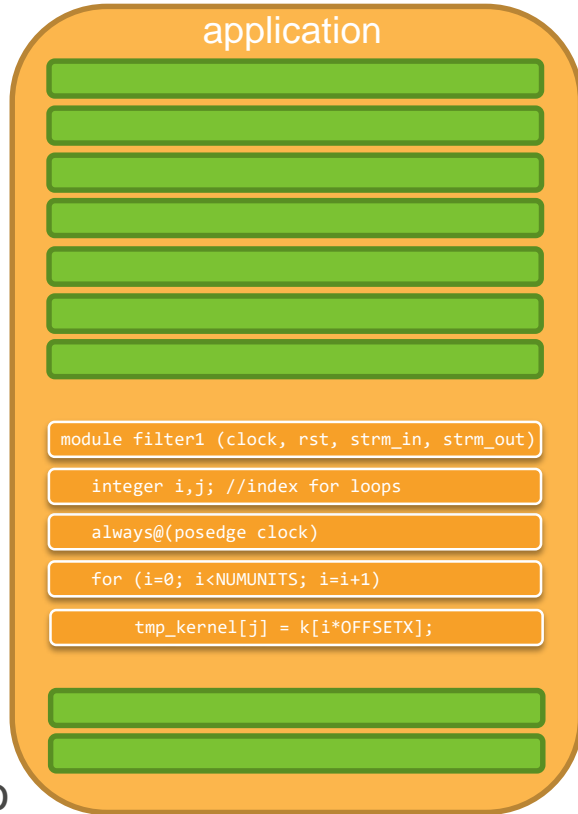 application
module filter1 (clock, rst, strm_in, strm_out)
integer i,j; //index for loops
always@(posedge clock)
for (i=0; i<NUMUNITS; i=i+1)
tmp_kernel[j] = k[i*OFFSETX];